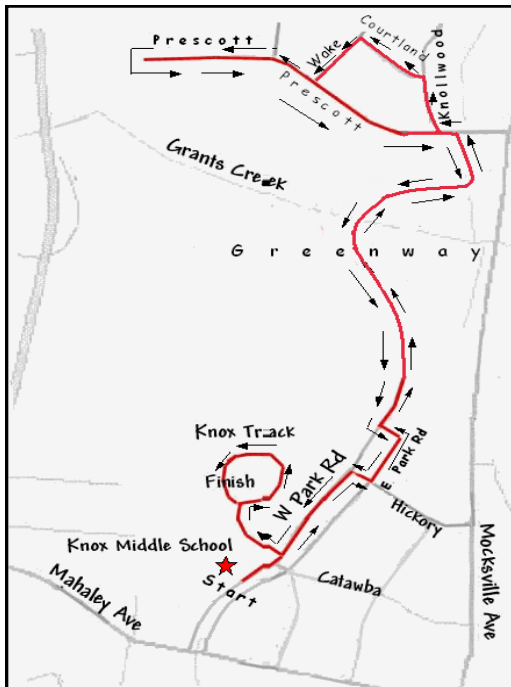 Prescott
Courtland
Wake
Knollwood
Prescott
Grants Creek
Greenway
Knox Track
Finish
W Park Rd
E Park Rd
Hickory
Knox Middle School
Start
Catawba
Mahaley Ave
Mocksville Ave